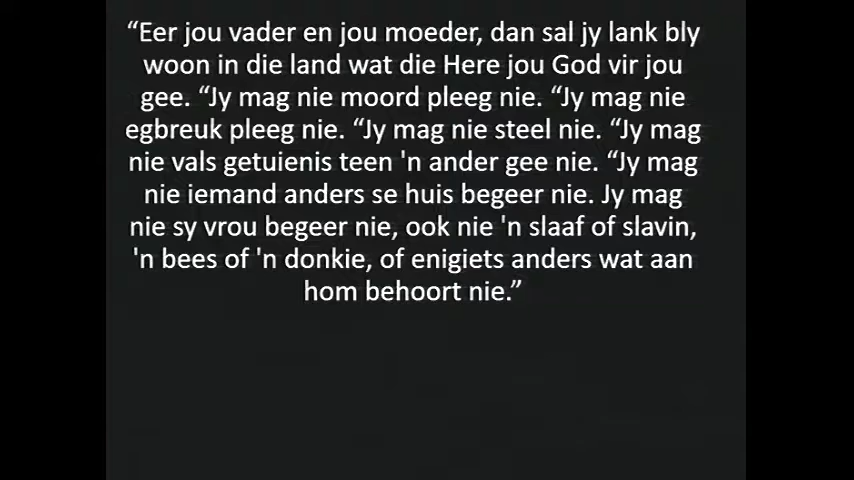 “Eer jou vader en jou moeder, dan sal jy lank bly
woon in die land wat die Here jou God vir jou
gee. “Jy mag nie moord pleeg nie. “Jy mag nie
egbreuk pleeg nie. “Jy mag nie steel nie. “Jy mag
nie vals getuienis teen 'n ander gee nie. “Jy mag
nie iemand anders se huis begeer nie. Jy mag
nie sy vrou begeer nie, ook nie 'n slaaf of slavin,
'n bees of 'n donkie, of enigiets anders wat aan
hom behoort nie.”